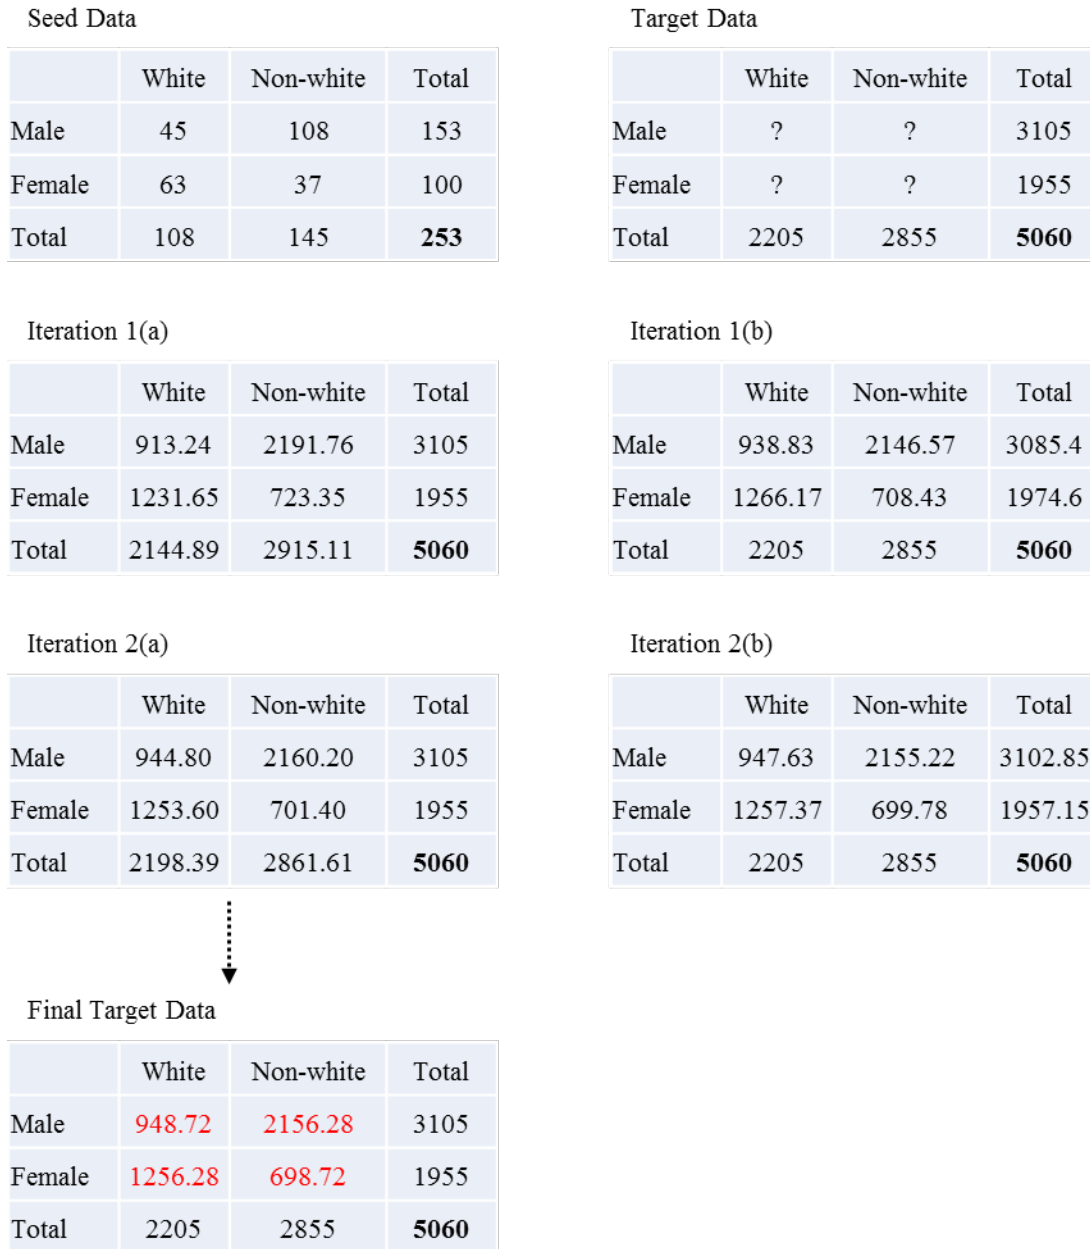 Seed Data
White Non-white Total
Male 45 108 153
Female 63 37 100
Total 108 145 253
Target Data
White Non-white Total
Male ? ? 3105
Female ? ? 1955
Total 2205 2855 5060
Iteration 1(a)
White Non-white Total
Male 913.24 2191.76 3105
Female 1231.65 723.35 1955
Total 2144.89 2915.11 5060
Iteration 1(b)
White Non-white Total
Male 938.83 2146.57 3085.4
Female 1266.17 708.43 1974.6
Total 2205 2855 5060
Iteration 2(a)
White Non-white Total
Male 944.80 2160.20 3105
Female 1253.60 701.40 1955
Total 2198.39 2861.61 5060
Iteration 2(b)
White Non-white Total
Male 947.63 2155.22 3102.85
Female 1257.37 699.78 1957.15
Total 2205 2855 5060
Final Target Data
White Non-white Total
Male 948.72 2156.28 3105
Female 1256.28 698.72 1955
Total 2205 2855 5060